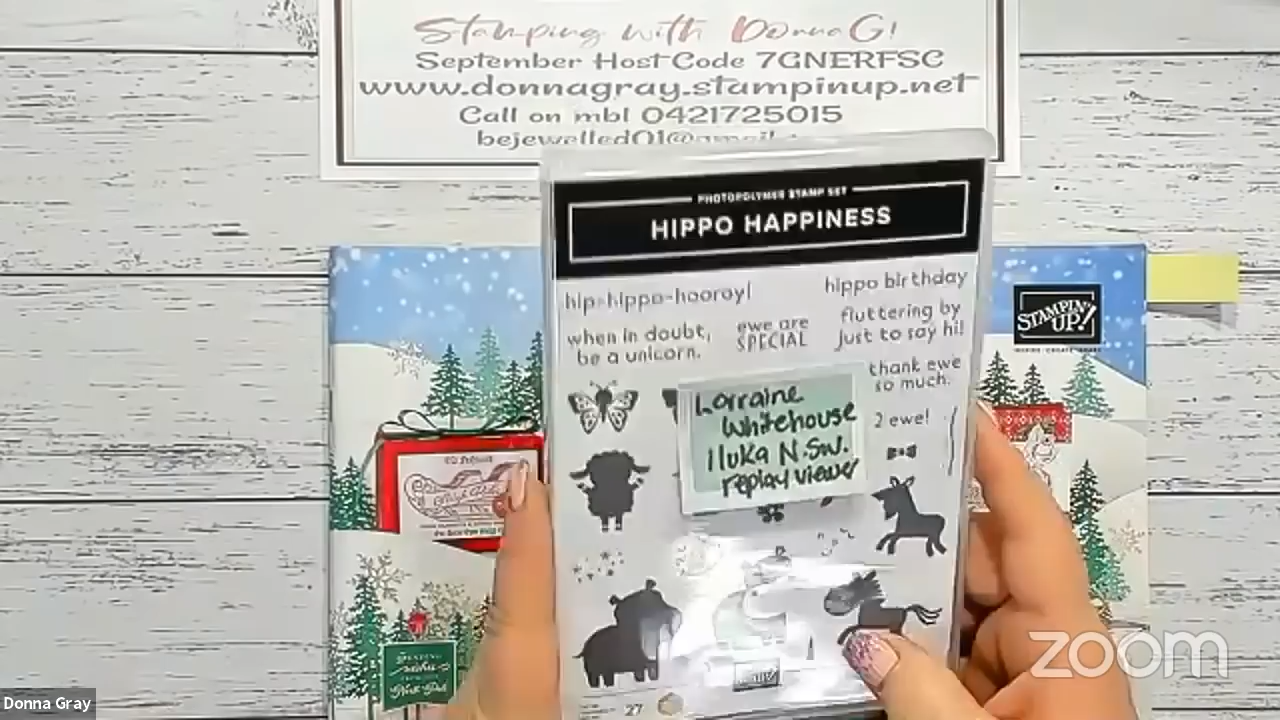 Stamping with Donna G!
September Host Code 7GNERFSC
www.donnagray.stampinup.net
Call on mbl 0421725015
PHOTOPOLYMER STAMP SET
HIPPO HAPPINESS
hip-hippo-hooray!
hippo birthday
when in doubt,
be a unicorn.
ewe are
SPECIAL
fluttering by
just to say hi!
thank ewe
so much.
2 ewe!
Lorraine
Whitehouse
Iluka N.SW.
replay viewer
STAMPIN'
UP!
27
zoom
Donna Gray